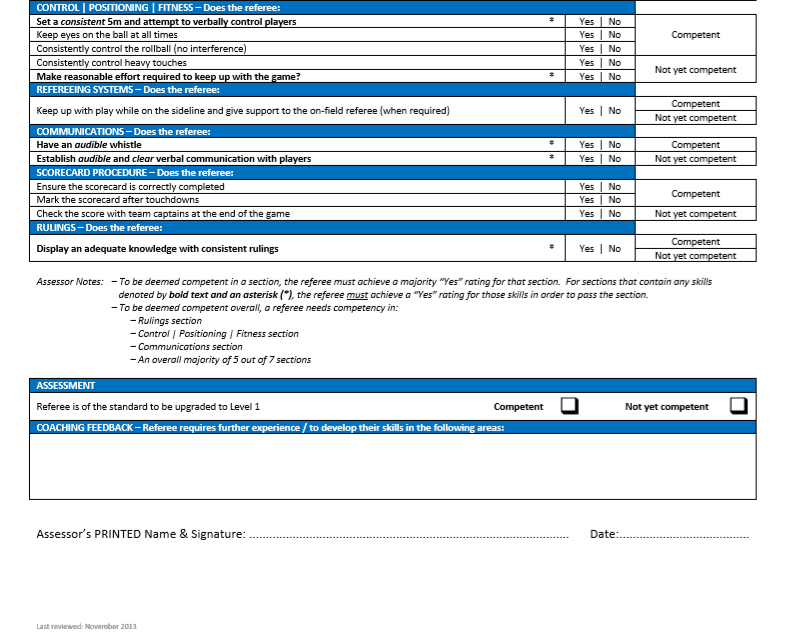 CONTROL | POSITIONING | FITNESS – Does the referee:
Set a consistent 5m and attempt to verbally control players * Yes | No
Keep eyes on the ball at all times Yes | No Competent
Consistently control the rollball (no interference) Yes | No
Consistently control heavy touches Yes | No Not yet competent
Make reasonable effort required to keep up with the game? * Yes | No
REFEREEING SYSTEMS – Does the referee:
Keep up with play while on the sideline and give support to the on-field referee (when required) Yes | No Competent
Not yet competent
COMMUNICATIONS – Does the referee:
Have an audible whistle * Yes | No Competent
Establish audible and clear verbal communication with players * Yes | No Not yet competent
SCORECARD PROCEDURE – Does the referee:
Ensure the scorecard is correctly completed Yes | No Competent
Mark the scorecard after touchdowns Yes | No
Check the score with team captains at the end of the game Yes | No Not yet competent
RULINGS – Does the referee:
Display an adequate knowledge with consistent rulings * Yes | No Competent
Not yet competent
Assessor Notes: – To be deemed competent in a section, the referee must achieve a majority "Yes" rating for that section. For sections that contain any skills
denoted by bold text and an asterisk (*), the referee must achieve a "Yes" rating for those skills in order to pass the section.
– To be deemed competent overall, a referee needs competency in:
– Rulings section
– Control | Positioning | Fitness section
– Communications section
– An overall majority of 5 out of 7 sections
ASSESSMENT
Referee is of the standard to be upgraded to Level 1 Competent ❑ Not yet competent ❑
COACHING FEEDBACK – Referee requires further experience / to develop their skills in the following areas:
Assessor's PRINTED Name & Signature: .................................................................................... Date:...................................
Last reviewed: November 2013